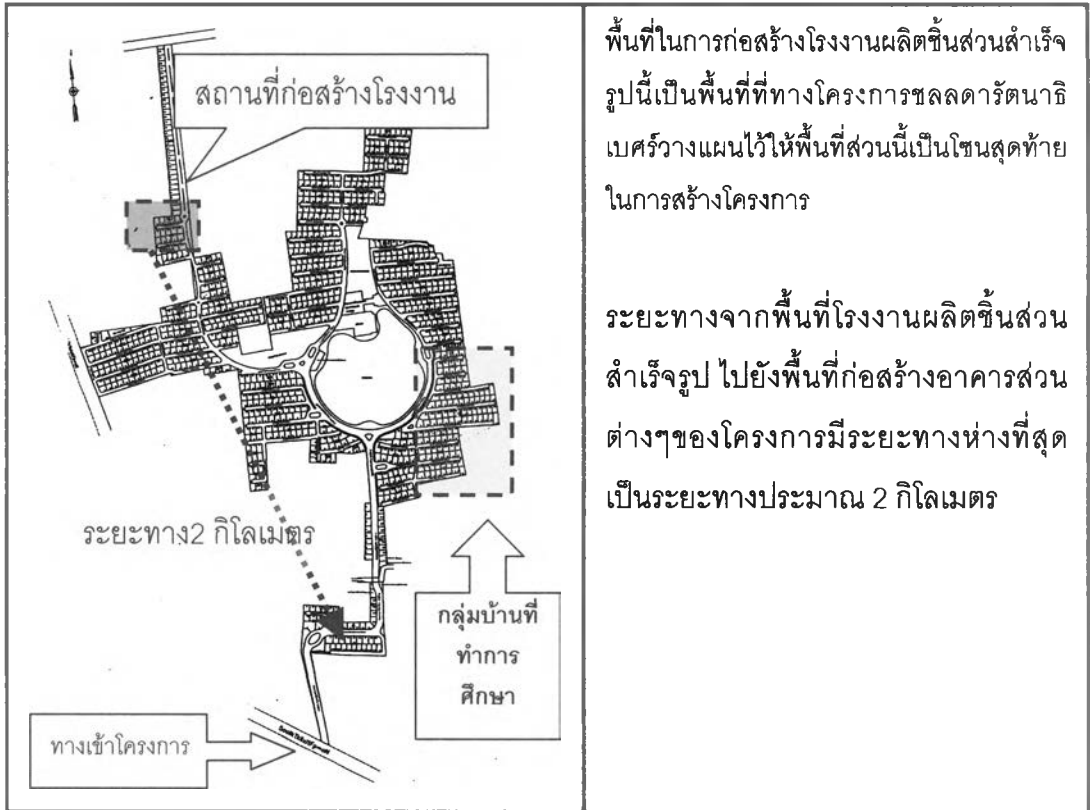 สถานที่ก่อสร้างโรงงาน
ระยะทาง2 กิโลเมตร
กลุ่มบ้านที่
ทำการ
ศึกษา
ทางเข้าโครงการ
พื้นที่ในการก่อสร้างโรงงานผลิตชิ้นส่วนสำเร็จ
รูปนี้เป็นพื้นที่ที่ทางโครงการชลลดารัตนาธิ
เบศร์วางแผนไว้ให้พื้นที่ส่วนนี้เป็นโซนสุดท้าย
ในการสร้างโครงการ
ระยะทางจากพื้นที่โรงงานผลิตชิ้นส่วน
สำเร็จรูป ไปยังพื้นที่ก่อสร้างอาคารส่วน
ต่างๆของโครงการมีระยะทางห่างที่สุด
เป็นระยะทางประมาณ 2 กิโลเมตร